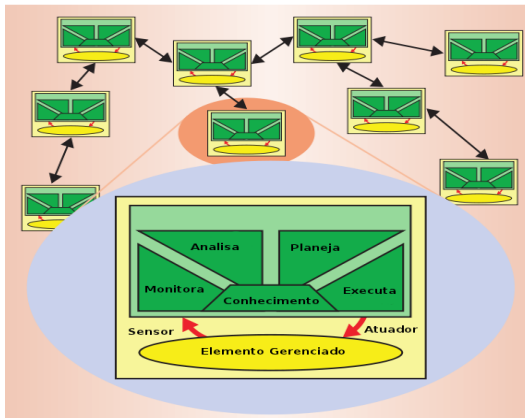 Analisa
Planeja
Monitora
Conhecimento
Executa
Sensor
Atuador
Elemento Gerenciado